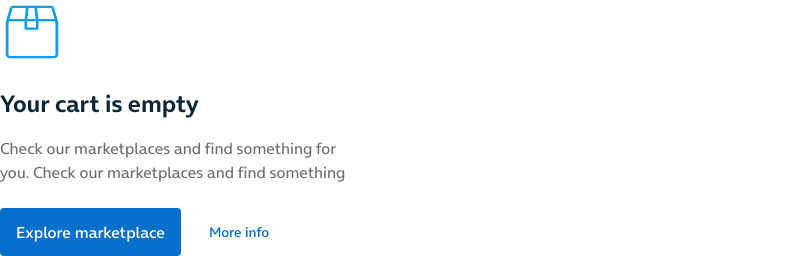 Your cart is empty
Check our marketplaces and find something for
you. Check our marketplaces and find something
Explore marketplace
More info